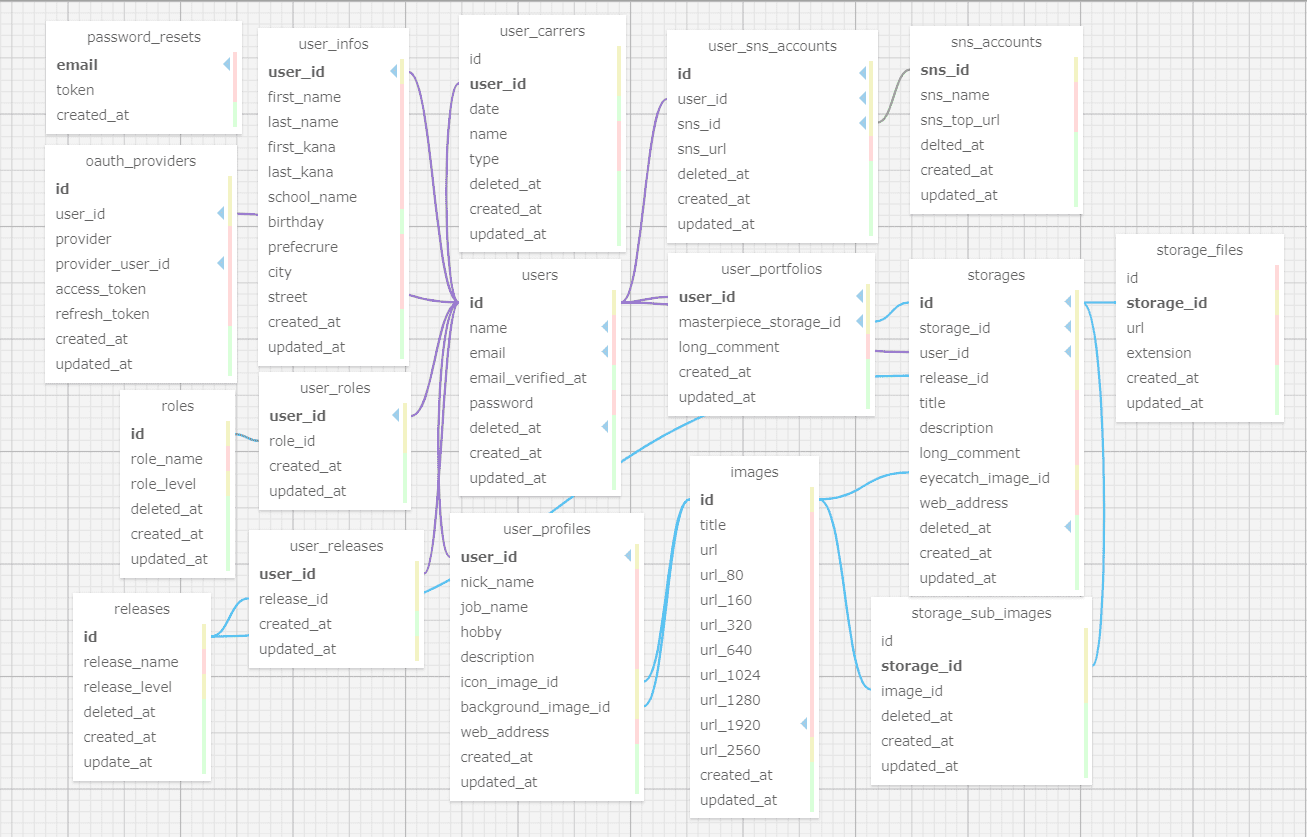 password_resets
email
token
created_at
oauth_providers
id
user_id
provider
provider_user_id
access_token
refresh_token
created_at
updated_at
roles
id
role_name
role_level
deleted_at
created_at
updated_at
releases
id
release_name
release_level
deleted_at
created_at
update_at
user_infos
user_id
first_name
last_name
first_kana
last_kana
school_name
birthday
prefecrure
city
street
created_at
updated_at
user_roles
user_id
role_id
created_at
updated_at
user_releases
user_id
release_id
created_at
updated_at
user_carrers
id
user_id
date
name
type
deleted_at
created_at
updated_at
users
id
name
email
email_verified_at
password
deleted_at
created_at
updated_at
user_profiles
user_id
nick_name
job_name
hobby
description
icon_image_id
background_image_id
web_address
created_at
updated_at
user_sns_accounts
id
user_id
sns_id
sns_url
deleted_at
created_at
updated_at
user_portfolios
user_id
masterpiece_storage_id
long_comment
created_at
updated_at
images
id
title
url
url_80
url_160
url_320
url_640
url_1024
url_1280
url_1920
url_2560
created_at
updated_at
sns_accounts
sns_id
sns_name
sns_top_url
delted_at
created_at
updated_at
storages
id
storage_id
user_id
release_id
title
description
long_comment
eyecatch_image_id
web_address
deleted_at
created_at
updated_at
storage_sub_images
id
storage_id
image_id
deleted_at
created_at
updated_at
storage_files
id
storage_id
url
extension
created_at
updated_at